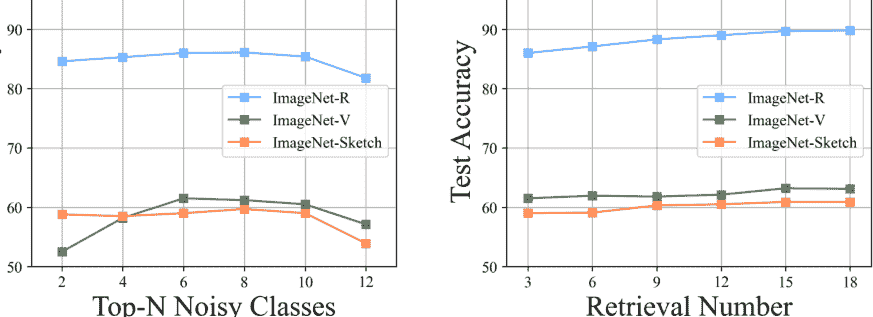 90
80
70
60
50
2 4 6 8 10 12
Top-N Noisy Classes
ImageNet-R
ImageNet-V
ImageNet-Sketch
Test Accuracy
90
80
70
60
50
3 6 9 12 15 18
Retrieval Number
ImageNet-R
ImageNet-V
ImageNet-Sketch